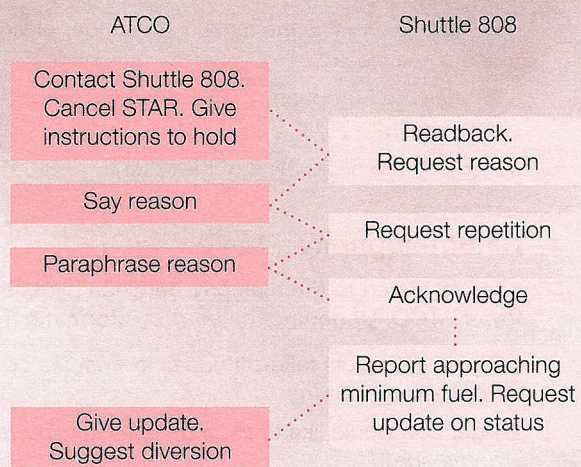 ATCO
Shuttle 808
Contact Shuttle 808.
Cancel STAR. Give
instructions to hold
Readback.
Request reason
Say reason
Request repetition
Paraphrase reason
Acknowledge
Report approaching
minimum fuel. Request
update on status
Give update.
Suggest diversion